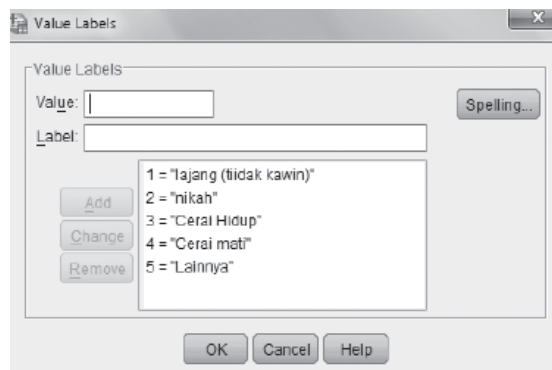 Value Labels
Value Labels
Value:
Spelling...
Label:
1 = "lajang (tiidak kawin)"
2 = "nikah"
3 = "Cerai Hidup"
4 = "Cerai mati"
5 = "Lainnya"
Add
Change
Remove
OK Cancel Help